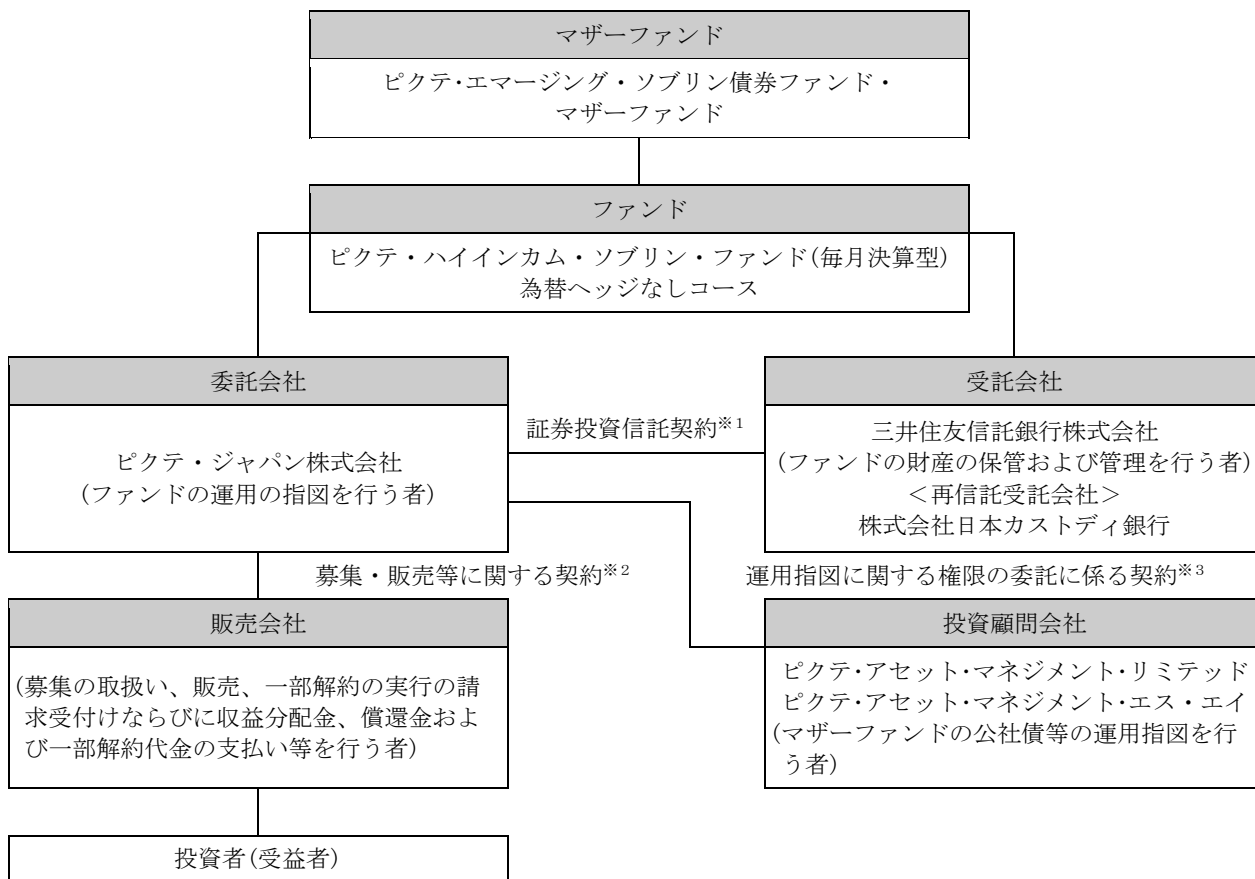 マザーファンド
ピクテ・エマージング・ソブリン債券ファンド・
マザーファンド
ファンド
ピクテ・ハイインカム・ソブリン・ファンド(毎月決算型)
為替ヘッジなしコース
委託会社
ピクテ・ジャパン株式会社
(ファンドの運用の指図を行う者)
証券投資信託契約※1
受託会社
三井住友信託銀行株式会社
(ファンドの財産の保管および管理を行う者)
＜再信託受託会社＞
株式会社日本カストディ銀行
募集・販売等に関する契約※2
運用指図に関する権限の委託に係る契約※3
販売会社
(募集の取扱い、販売、一部解約の実行の請
求受付けならびに収益分配金、償還金およ
び一部解約代金の支払い等を行う者)
投資顧問会社
ピクテ・アセット・マネジメント・リミテッド
ピクテ・アセット・マネジメント・エス・エイ
(マザーファンドの公社債等の運用指図を行
う者)
投資者(受益者)